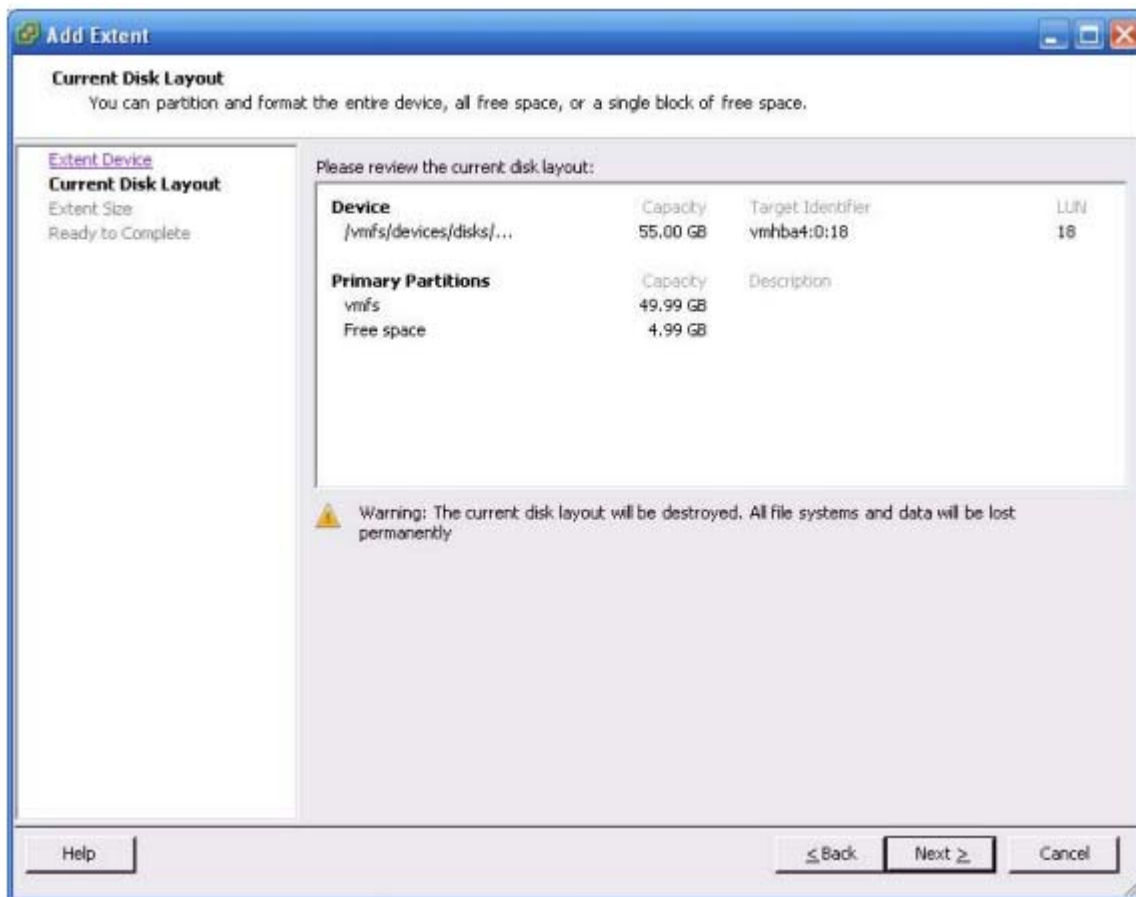 Add Extent
Current Disk Layout
You can partition and format the entire device, all free space, or a single block of free space.
Extent Device
Current Disk Layout
Extent Size
Ready to Complete
Please review the current disk layout:
Device Capacity Target Identifier LUN
/vmfs/devices/disks/... 55.00 GB vmhba4:0:18 18
Primary Partitions Capacity Description
vmfs 49.99 GB
Free space 4.99 GB
Warning: The current disk layout will be destroyed. All file systems and data will be lost
permanently
Help ≤ Back Next ≥ Cancel